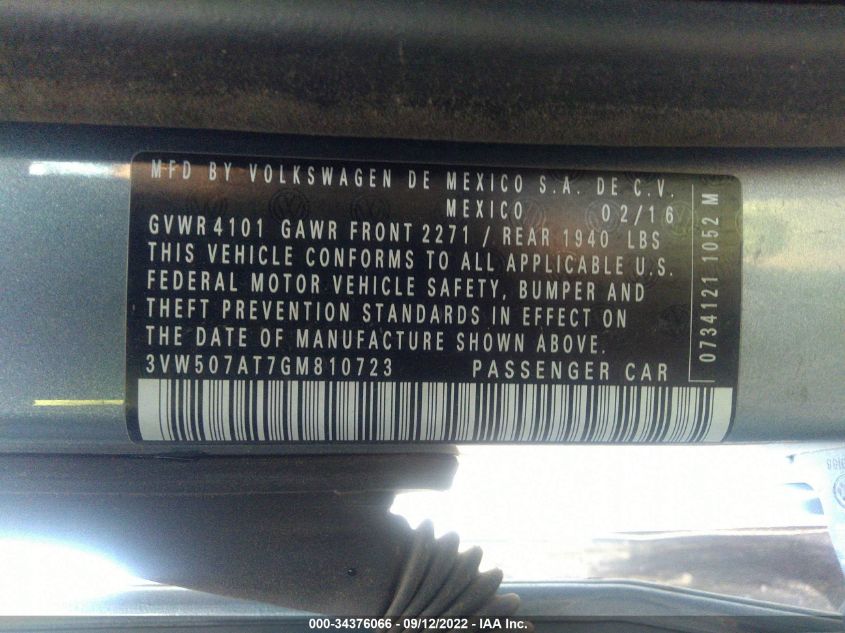 MFD BY VOLKSWAGEN DE MEXICO S.A. DE C.V.
MEXICO 02/16
GVWR 4101 GAWR FRONT 2271 / REAR 1940 LBS
THIS VEHICLE CONFORMS TO ALL APPLICABLE U.S.
FEDERAL MOTOR VEHICLE SAFETY, BUMPER AND
THEFT PREVENTION STANDARDS IN EFFECT ON
THE DATE OF MANUFACTURE SHOWN ABOVE.
3VW507AT7GM810723 PASSENGER CAR
0734121 1052 M
000-34376066 - 09/12/2022 - IAA Inc.